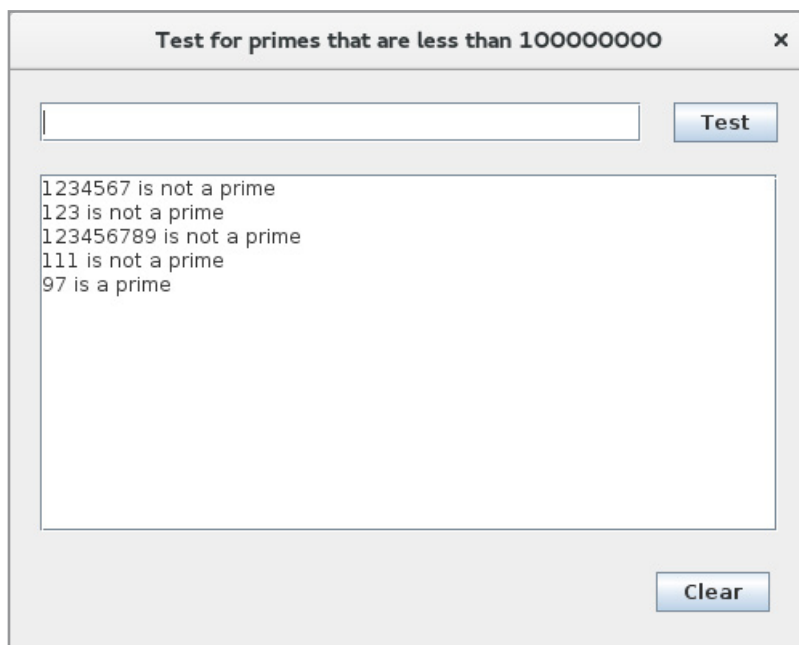 Test for primes that are less than 100000000
×
Test
1234567 is not a prime
123 is not a prime
123456789 is not a prime
111 is not a prime
97 is a prime
Clear